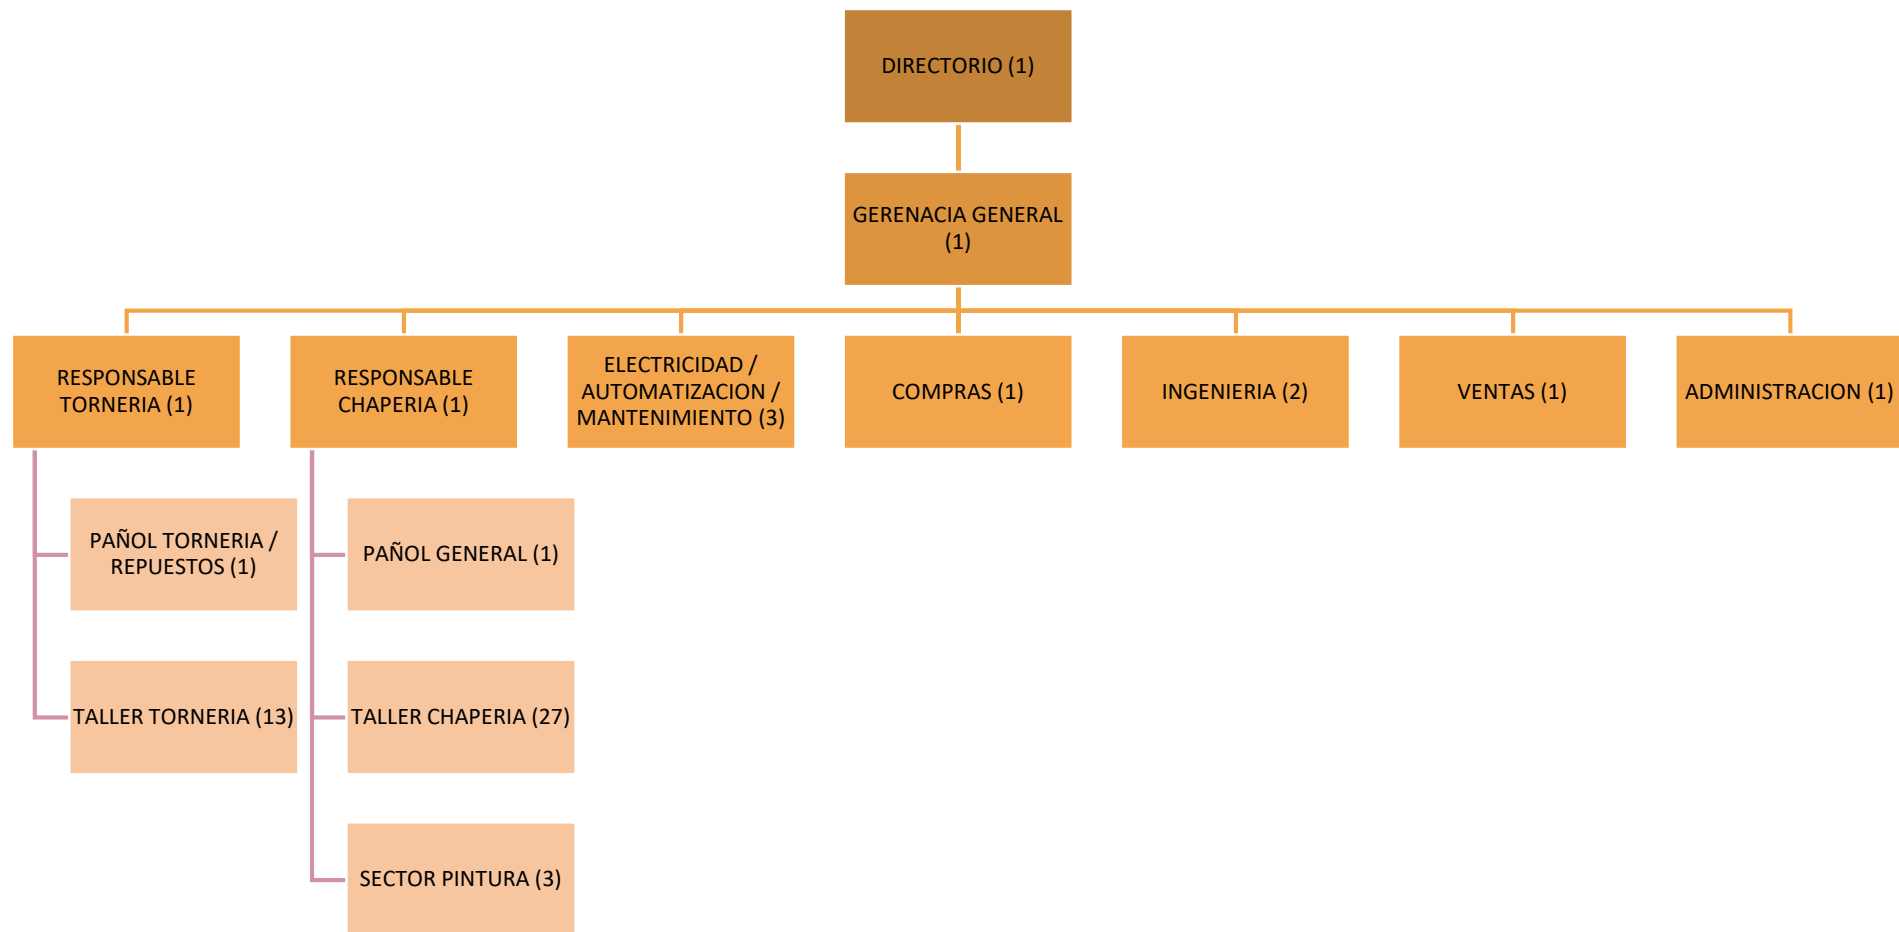 DIRECTORIO (1)
GERENACIA GENERAL
(1)
RESPONSABLE
TORNERIA (1)
RESPONSABLE
CHAPERIA (1)
ELECTRICIDAD /
AUTOMATIZACION /
MANTENIMIENTO (3)
COMPRAS (1)
INGENIERIA (2)
VENTAS (1)
ADMINISTRACION (1)
PAÑOL TORNERIA /
REPUESTOS (1)
PAÑOL GENERAL (1)
TALLER TORNERIA (13)
TALLER CHAPERIA (27)
SECTOR PINTURA (3)